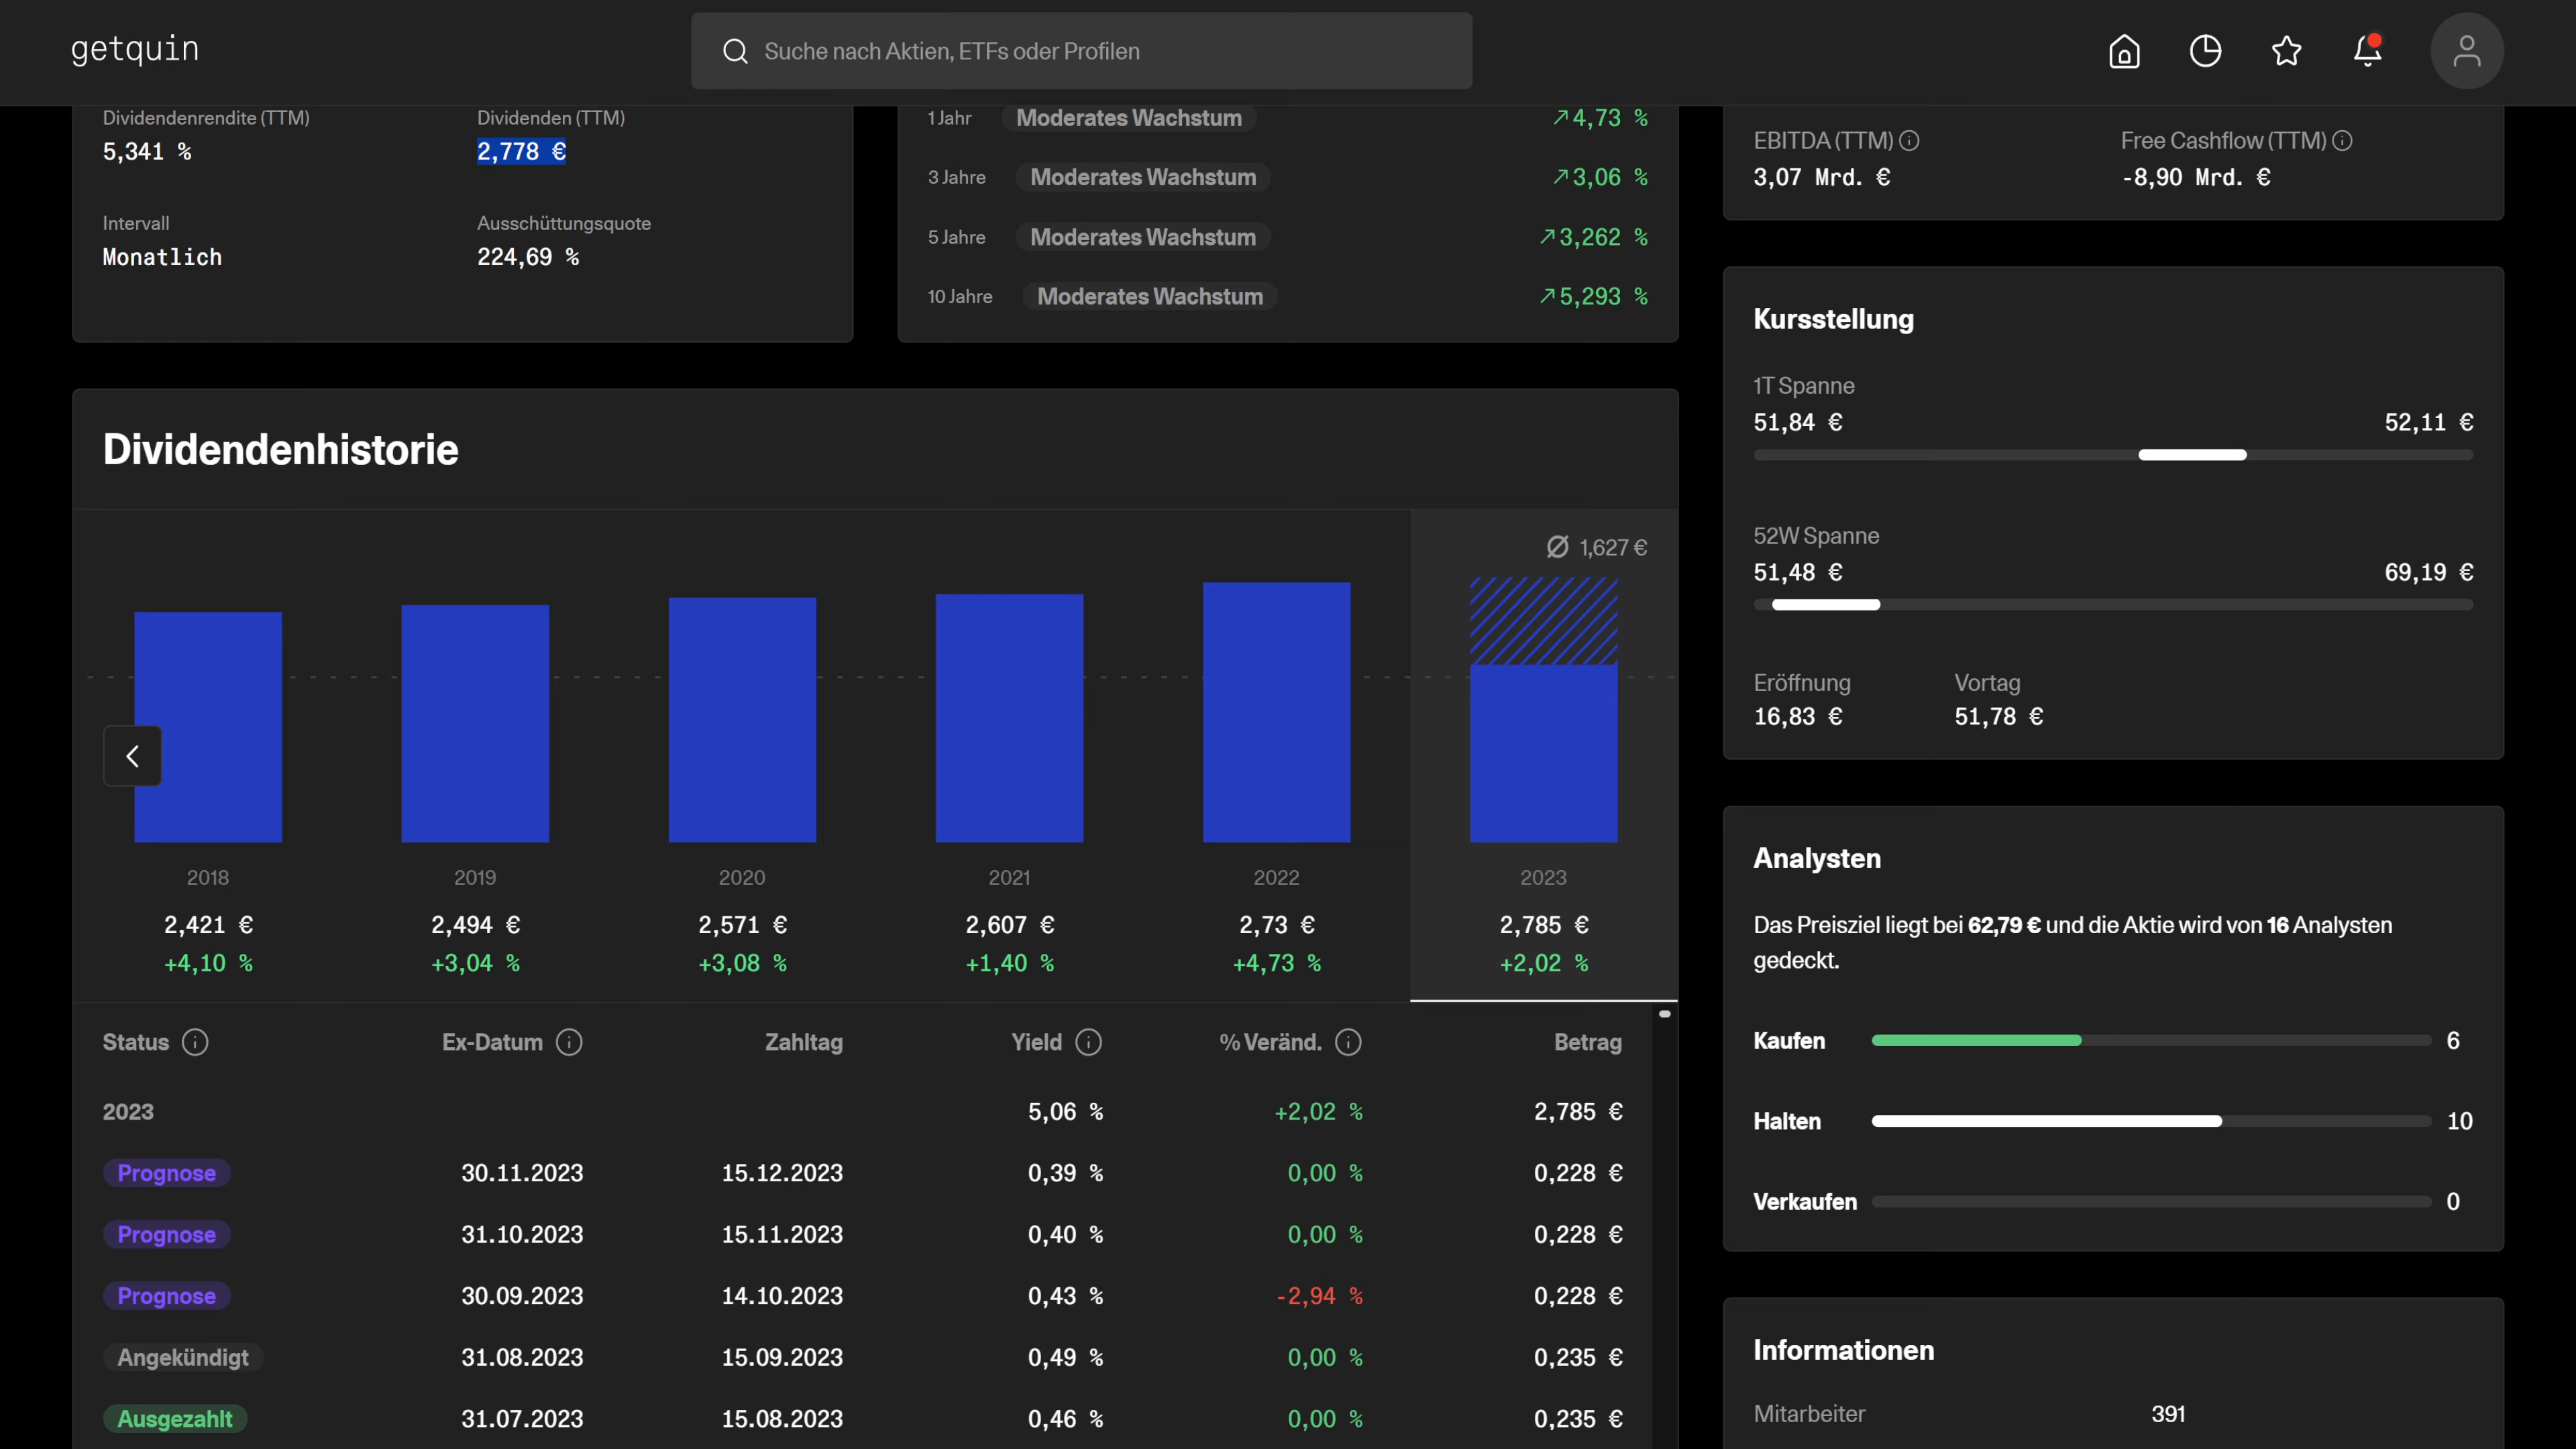 getquin
Suche nach Aktien, ETFs oder Profilen
Dividendenrendite (TTM)
5,341 %
Dividenden (TTM)
2,778 €
Intervall
Monatlich
Ausschüttungsquote
224,69 %
1 Jahr Moderates Wachstum 4,73 %
3 Jahre Moderates Wachstum 3,06 %
5 Jahre Moderates Wachstum 3,262 %
10 Jahre Moderates Wachstum 5,293 %
EBITDA (TTM)
3,07 Mrd. €
Free Cashflow (TTM)
-8,90 Mrd. €
Dividendenhistorie
Ø 1,627 €
2018 2019 2020 2021 2022 2023
2,421 € 2,494 € 2,571 € 2,607 € 2,73 € 2,785 €
+4,10 % +3,04 % +3,08 % +1,40 % +4,73 % +2,02 %
Status Ex-Datum Zahltag Yield % Veränd. Betrag
2023 5,06 % +2,02 % 2,785 €
Prognose 30.11.2023 15.12.2023 0,39 % 0,00 % 0,228 €
Prognose 31.10.2023 15.11.2023 0,40 % 0,00 % 0,228 €
Prognose 30.09.2023 14.10.2023 0,43 % -2,94 % 0,228 €
Angekündigt 31.08.2023 15.09.2023 0,49 % 0,00 % 0,235 €
Ausgezahlt 31.07.2023 15.08.2023 0,46 % 0,00 % 0,235 €
Kursstellung
1T Spanne
51,84 € 52,11 €
52W Spanne
51,48 € 69,19 €
Eröffnung Vortag
16,83 € 51,78 €
Analysten
Das Preisziel liegt bei 62,79 € und die Aktie wird von 16 Analysten
gedeckt.
Kaufen 6
Halten 10
Verkaufen 0
Informationen
Mitarbeiter 391